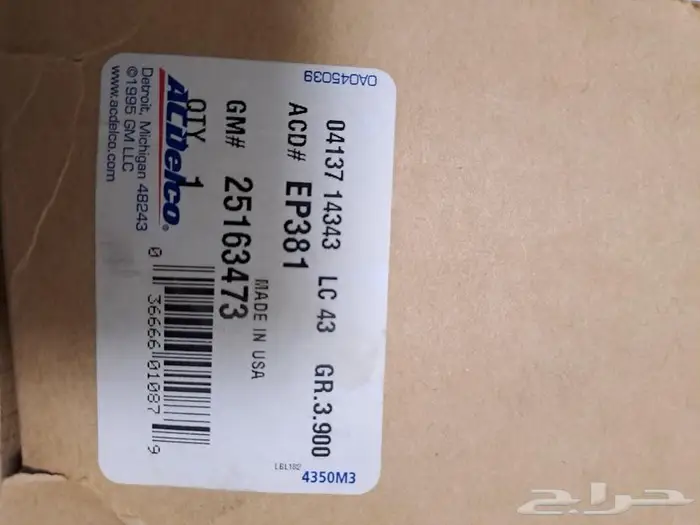 0A045039
04137 14343 LC 43 GR.3.900
ACD# EP381
MADE IN USA
GM# 25163473
QTY 1
ACDelco®
Detroit, Michigan 48243
©1995 GM LLC
www.acdelco.com
0 36666 01087 9
LBL102
4350M3
حراج